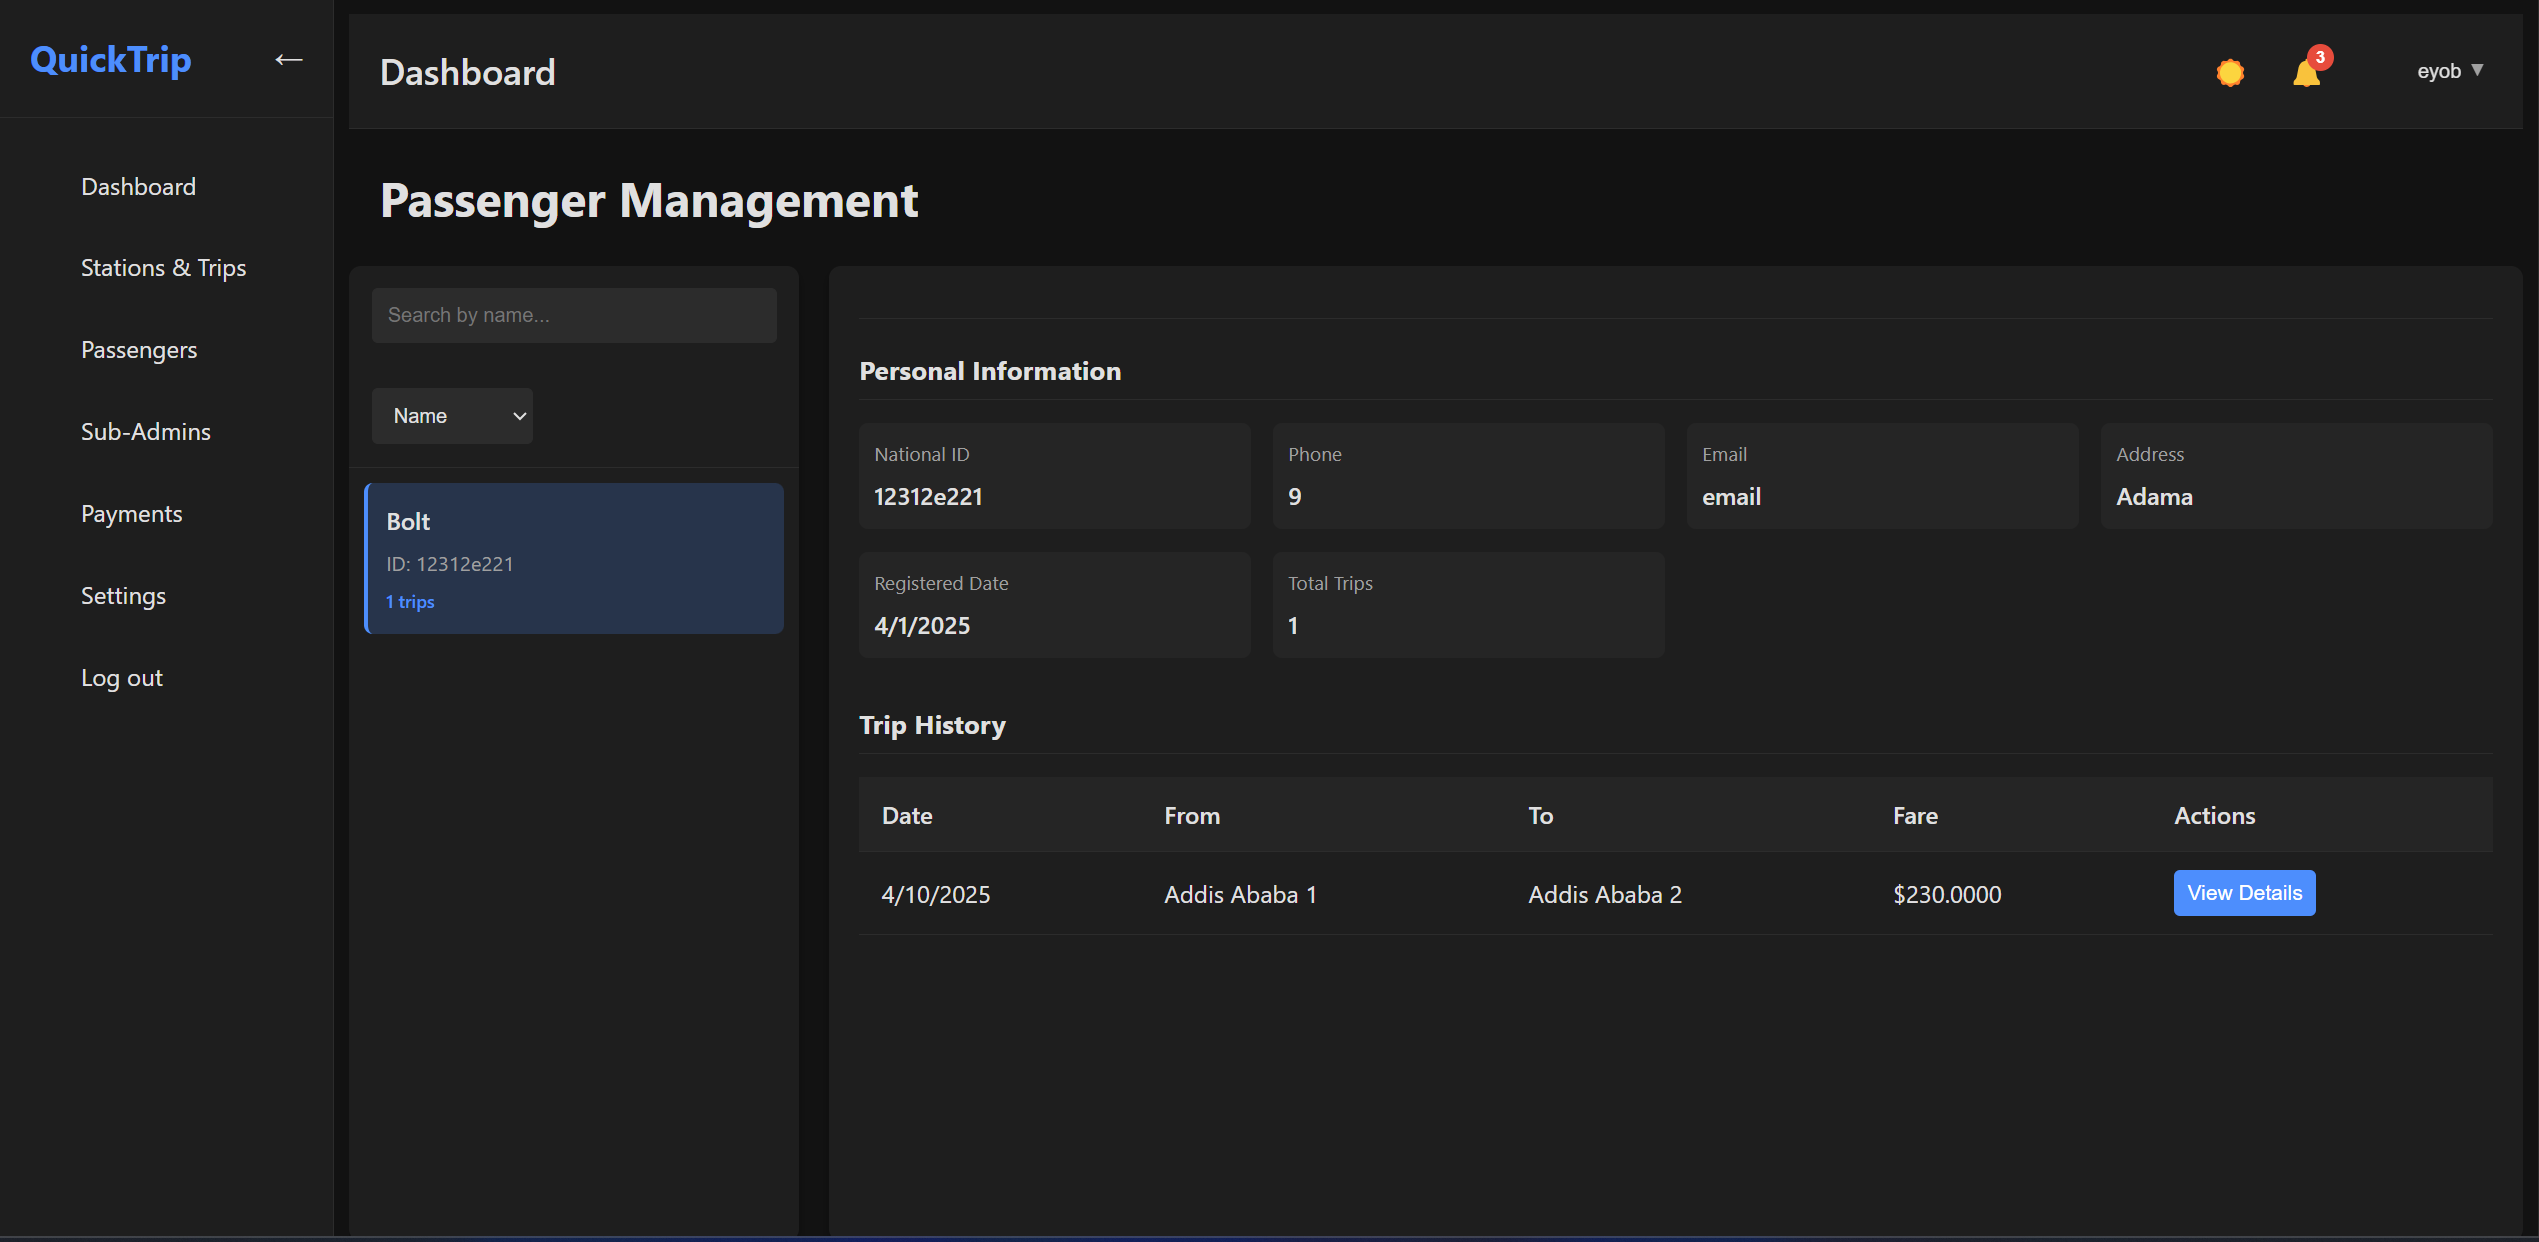 QuickTrip ←
Dashboard
Stations & Trips
Passengers
Sub-Admins
Payments
Settings
Log out
Dashboard
3
eyob ▼
Passenger Management
Search by name...
Name
Bolt
ID: 12312e221
1 trips
Personal Information
National ID
12312e221
Phone
9
Email
email
Address
Adama
Registered Date
4/1/2025
Total Trips
1
Trip History
Date From To Fare Actions
4/10/2025 Addis Ababa 1 Addis Ababa 2 $230.0000 View Details